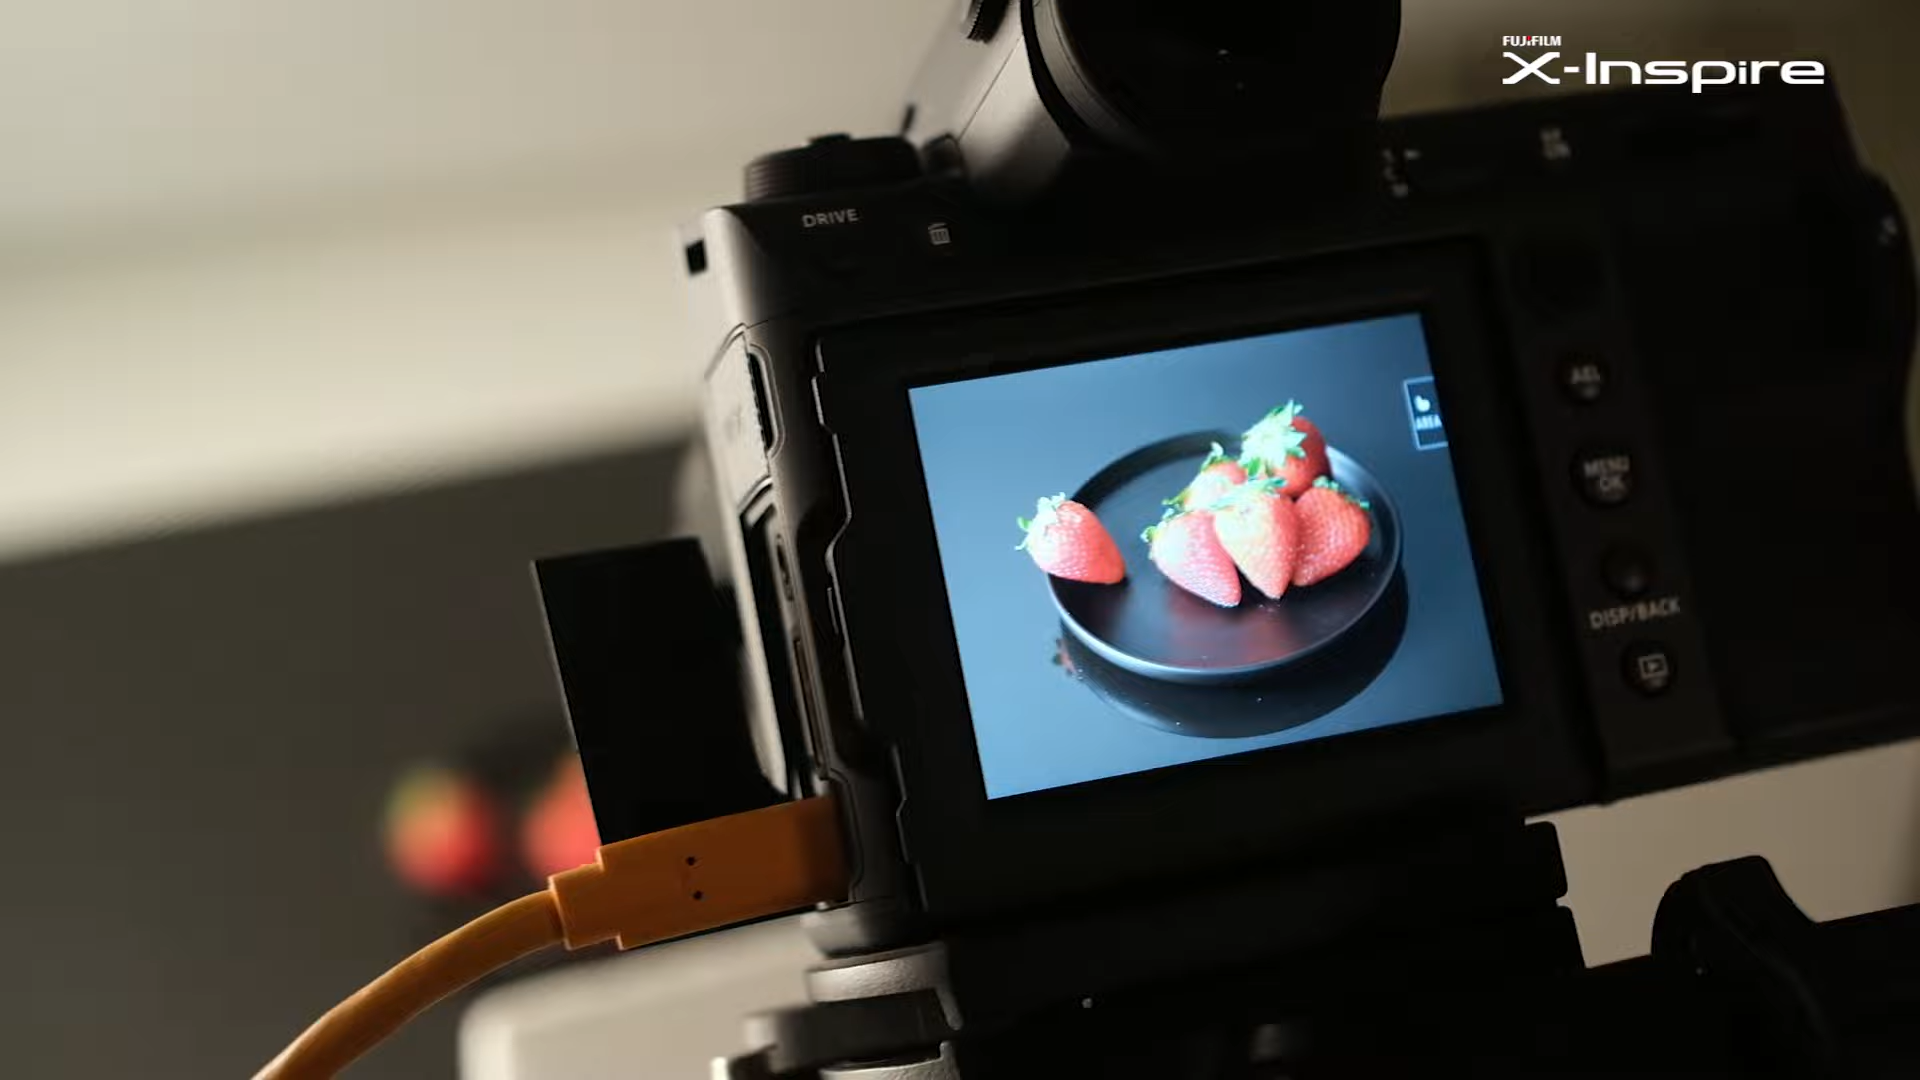 FUJIFILM
X-Inspire
DRIVE
AREA
AEL
MENU
OK
DISP/BACK